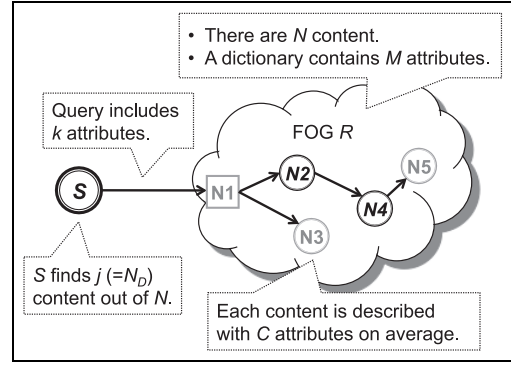 • There are N content.
• A dictionary contains M attributes.
Query includes
k attributes.
FOG R
S
N1
N2
N3
N4
N5
S finds j (=N_D)
content out of N.
Each content is described
with C attributes on average.